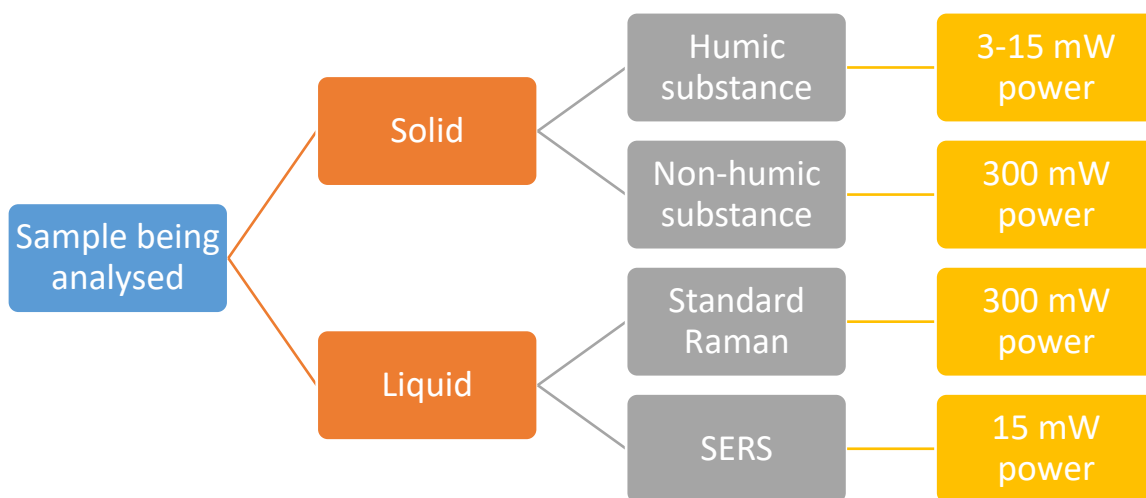 Sample being
analysed
Solid
Liquid
Humic
substance
Non-humic
substance
Standard
Raman
SERS
3-15 mW
power
300 mW
power
300 mW
power
15 mW
power